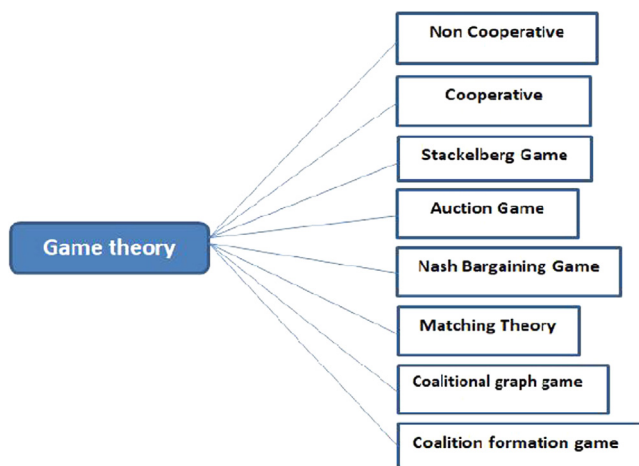 Non Cooperative
Cooperative
Stackelberg Game
Auction Game
Game theory
Nash Bargaining Game
Matching Theory
Coalitional graph game
Coalition formation game